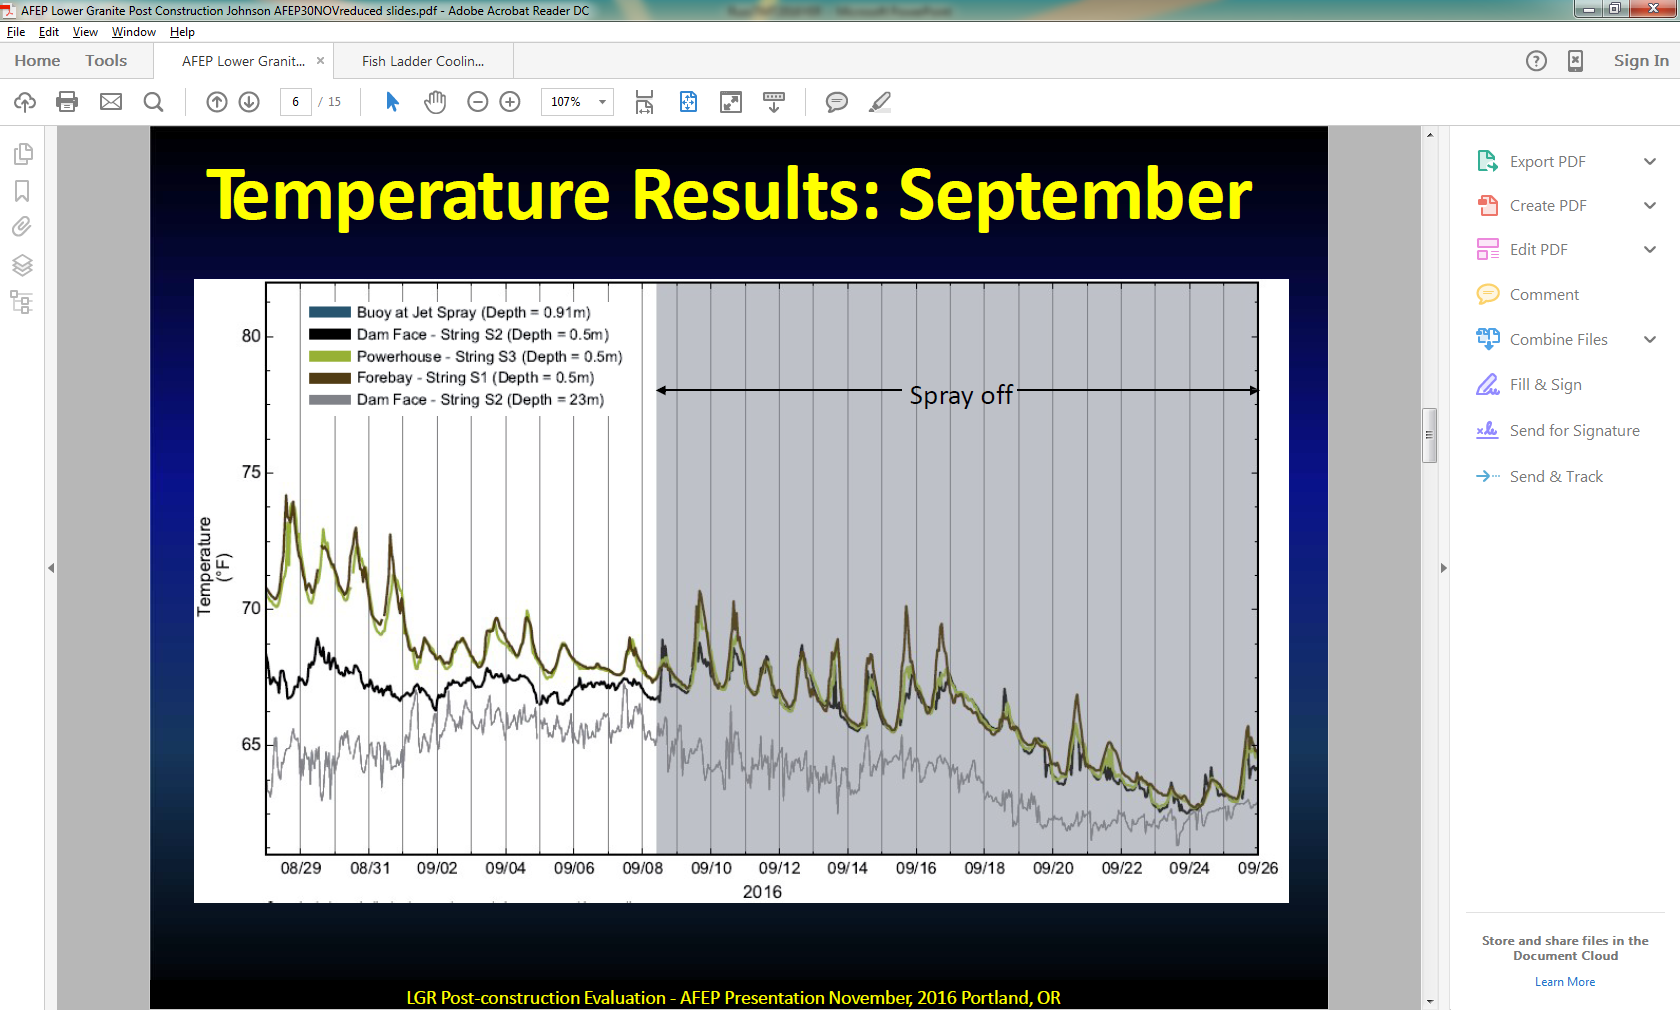 AFEP Lower Granite Post Construction Johnson AFEP30NOVreduced slides.pdf - Adobe Acrobat Reader DC
File Edit View Window Help
Home Tools AFEP Lower Granit... × Fish Ladder Coolin... Sign In
6 / 15 107%
Temperature Results: September
Buoy at Jet Spray (Depth = 0.91m)
Dam Face - String S2 (Depth = 0.5m)
Powerhouse - String S3 (Depth = 0.5m)
Forebay - String S1 (Depth = 0.5m)
Dam Face - String S2 (Depth = 23m)
Spray off
80
75
70
65
Temperature
(°F)
08/29 08/31 09/02 09/04 09/06 09/08 09/10 09/12 09/14 09/16 09/18 09/20 09/22 09/24 09/26
2016
LGR Post-construction Evaluation - AFEP Presentation November, 2016 Portland, OR
Export PDF
Create PDF
Edit PDF
Comment
Combine Files
Fill & Sign
Send for Signature
Send & Track
Store and share files in the
Document Cloud
Learn More